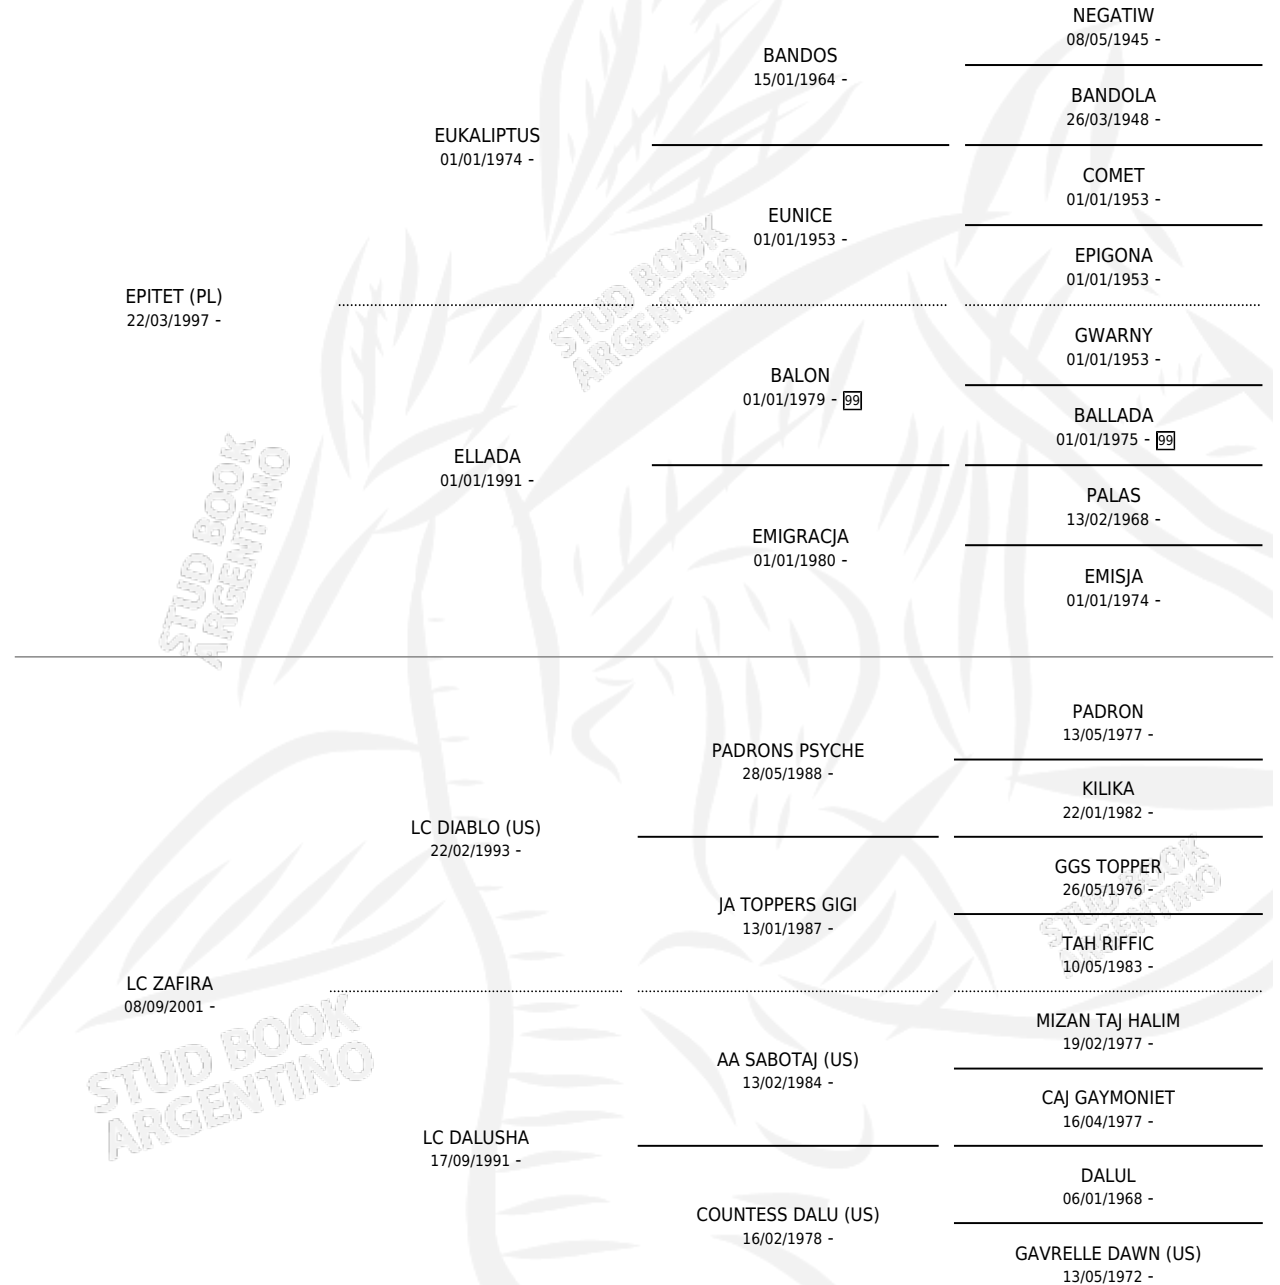 NEGATIW
08/05/1945 -
BANDOS
15/01/1964 -
BANDOLA
26/03/1948 -
EUKALIPTUS
01/01/1974 -
COMET
01/01/1953 -
EUNICE
01/01/1953 -
EPIGONA
01/01/1953 -
EPITET (PL)
22/03/1997 -
GWARNY
01/01/1953 -
BALON
01/01/1979 - 99
BALLADA
01/01/1975 - 99
ELLADA
01/01/1991 -
PALAS
13/02/1968 -
EMIGRACJA
01/01/1980 -
EMISJA
01/01/1974 -
STUD BOOK
ARGENTINO
STUD BOOK
ARGENTINO
PADRON
13/05/1977 -
PADRONS PSYCHE
28/05/1988 -
KILIKA
22/01/1982 -
LC DIABLO (US)
22/02/1993 -
GGS TOPPER
26/05/1976 -
JA TOPPERS GIGI
13/01/1987 -
TAH RIFFIC
10/05/1983 -
LC ZAFIRA
08/09/2001 -
MIZAN TAJ HALIM
19/02/1977 -
AA SABOTAJ (US)
13/02/1984 -
CAJ GAYMONIET
16/04/1977 -
LC DALUSHA
17/09/1991 -
DALUL
06/01/1968 -
COUNTESS DALU (US)
16/02/1978 -
GAVRELLE DAWN (US)
13/05/1972 -
STUD BOOK
ARGENTINO
STUD BOOK
ARGENTINO